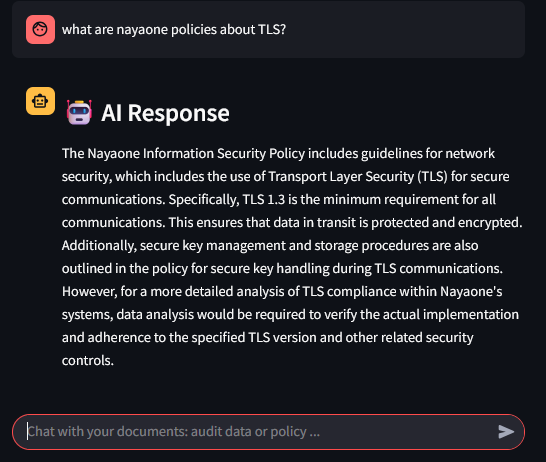 what are nayaone policies about TLS?
AI Response
The Nayaone Information Security Policy includes guidelines for network
security, which includes the use of Transport Layer Security (TLS) for secure
communications. Specifically, TLS 1.3 is the minimum requirement for all
communications. This ensures that data in transit is protected and encrypted.
Additionally, secure key management and storage procedures are also
outlined in the policy for secure key handling during TLS communications.
However, for a more detailed analysis of TLS compliance within Nayaone's
systems, data analysis would be required to verify the actual implementation
and adherence to the specified TLS version and other related security
controls.
Chat with your documents: audit data or policy ...